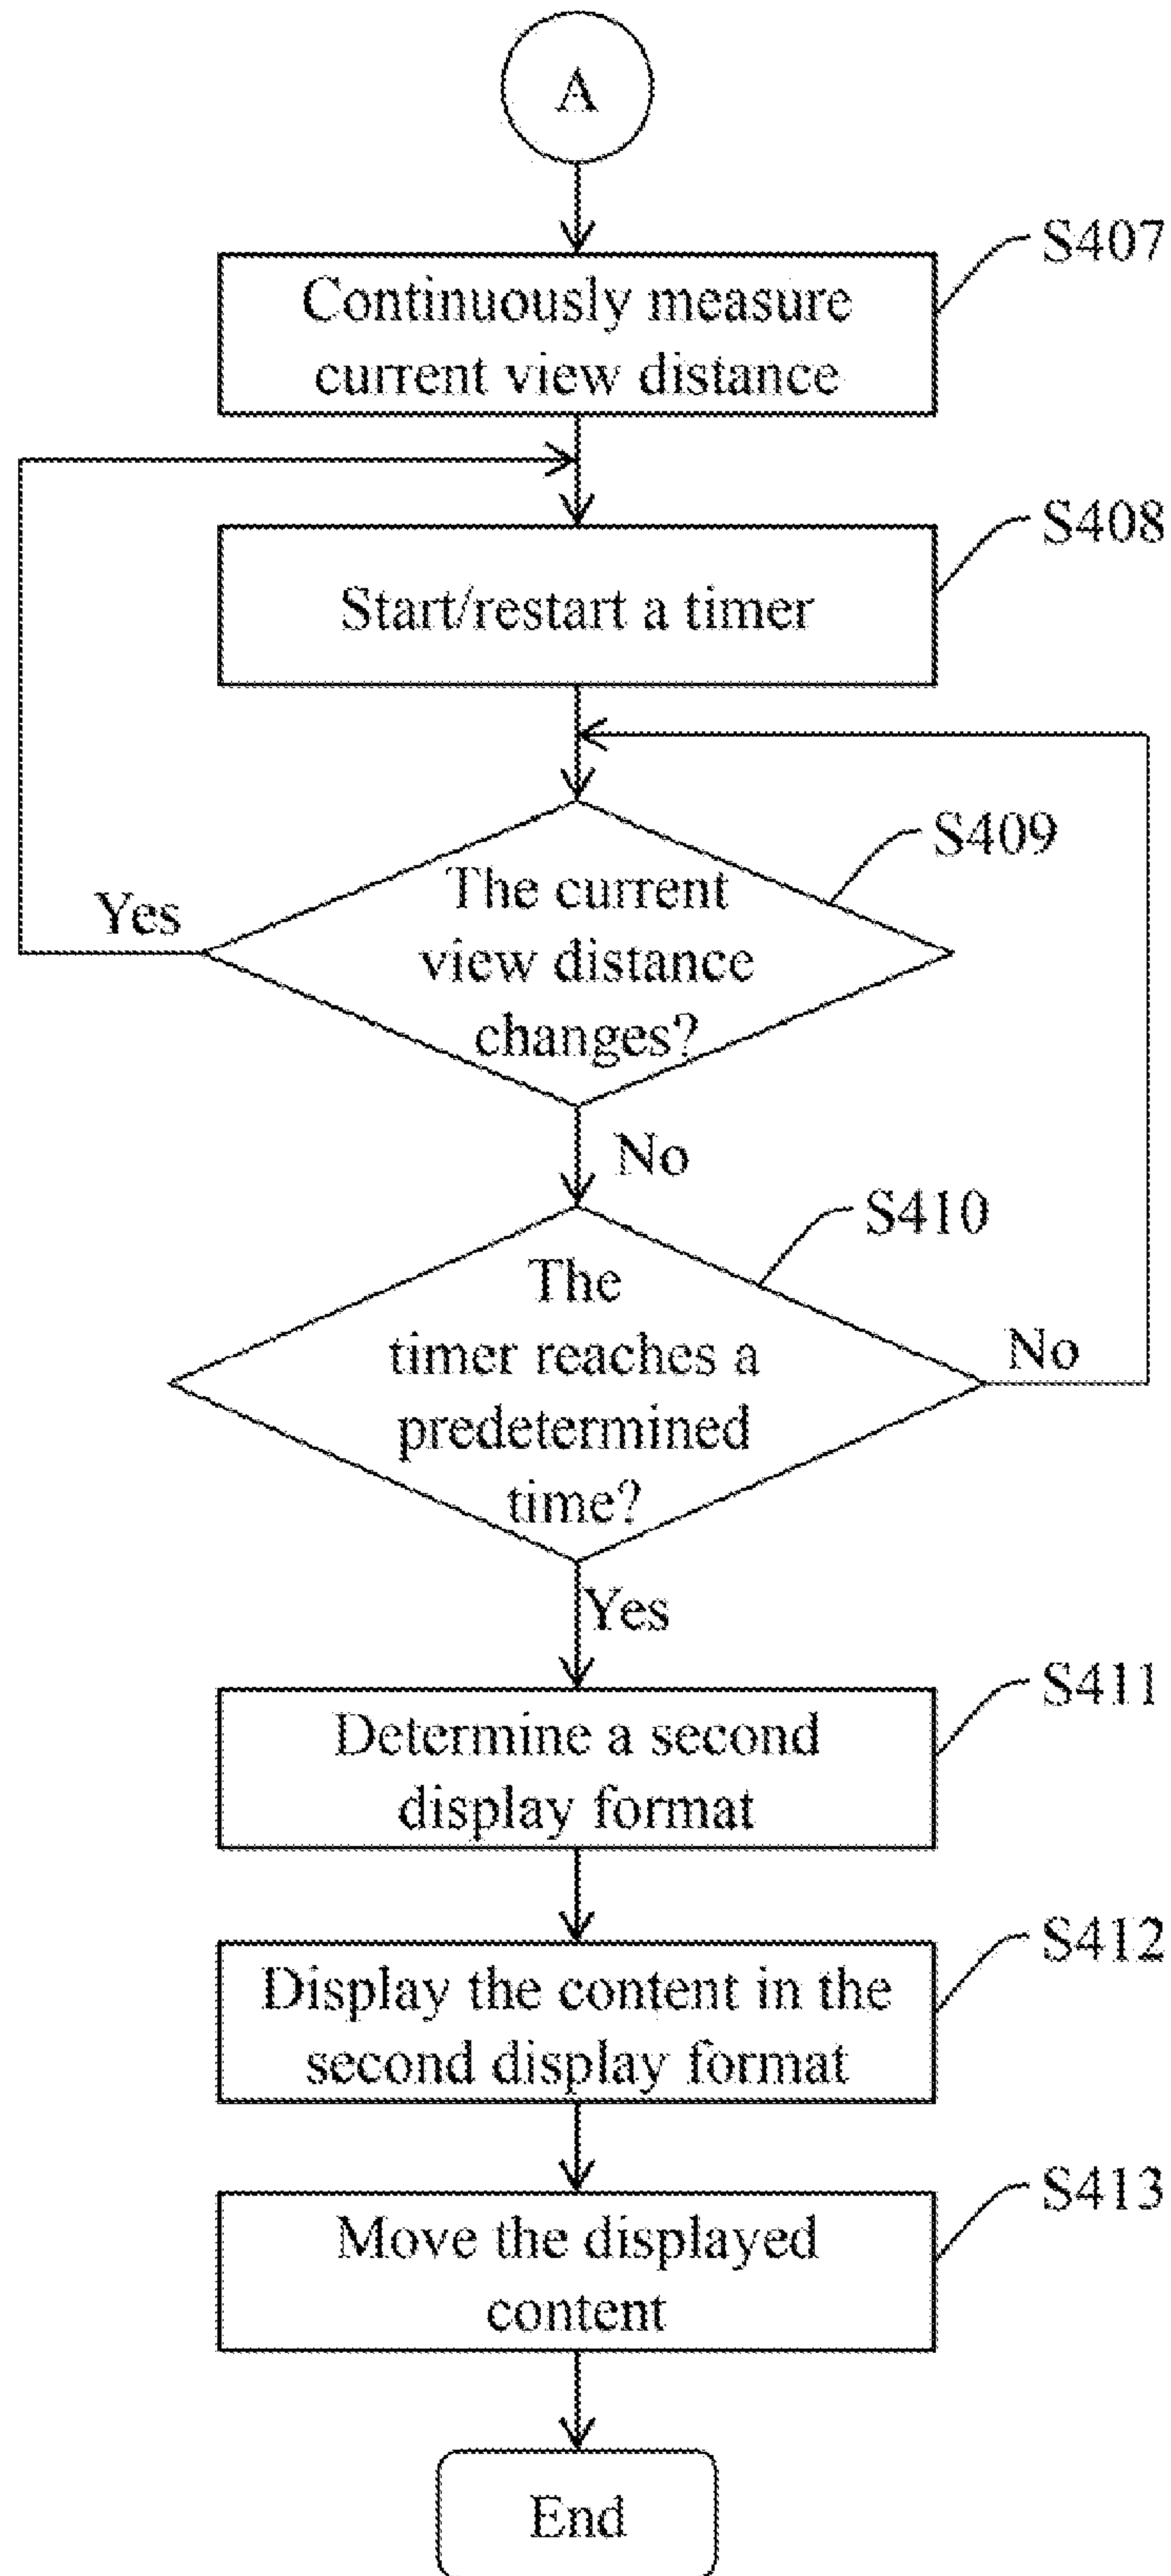 A
S407
Continuously measure
current view distance
S408
Start/restart a timer
S409
The current
view distance
changes?
Yes
No
S410
The
timer reaches a
predetermined
time?
No
Yes
S411
Determine a second
display format
S412
Display the content in the
second display format
S413
Move the displayed
content
End